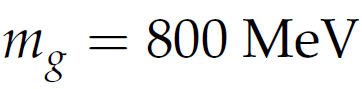 m_g = 800 MeV